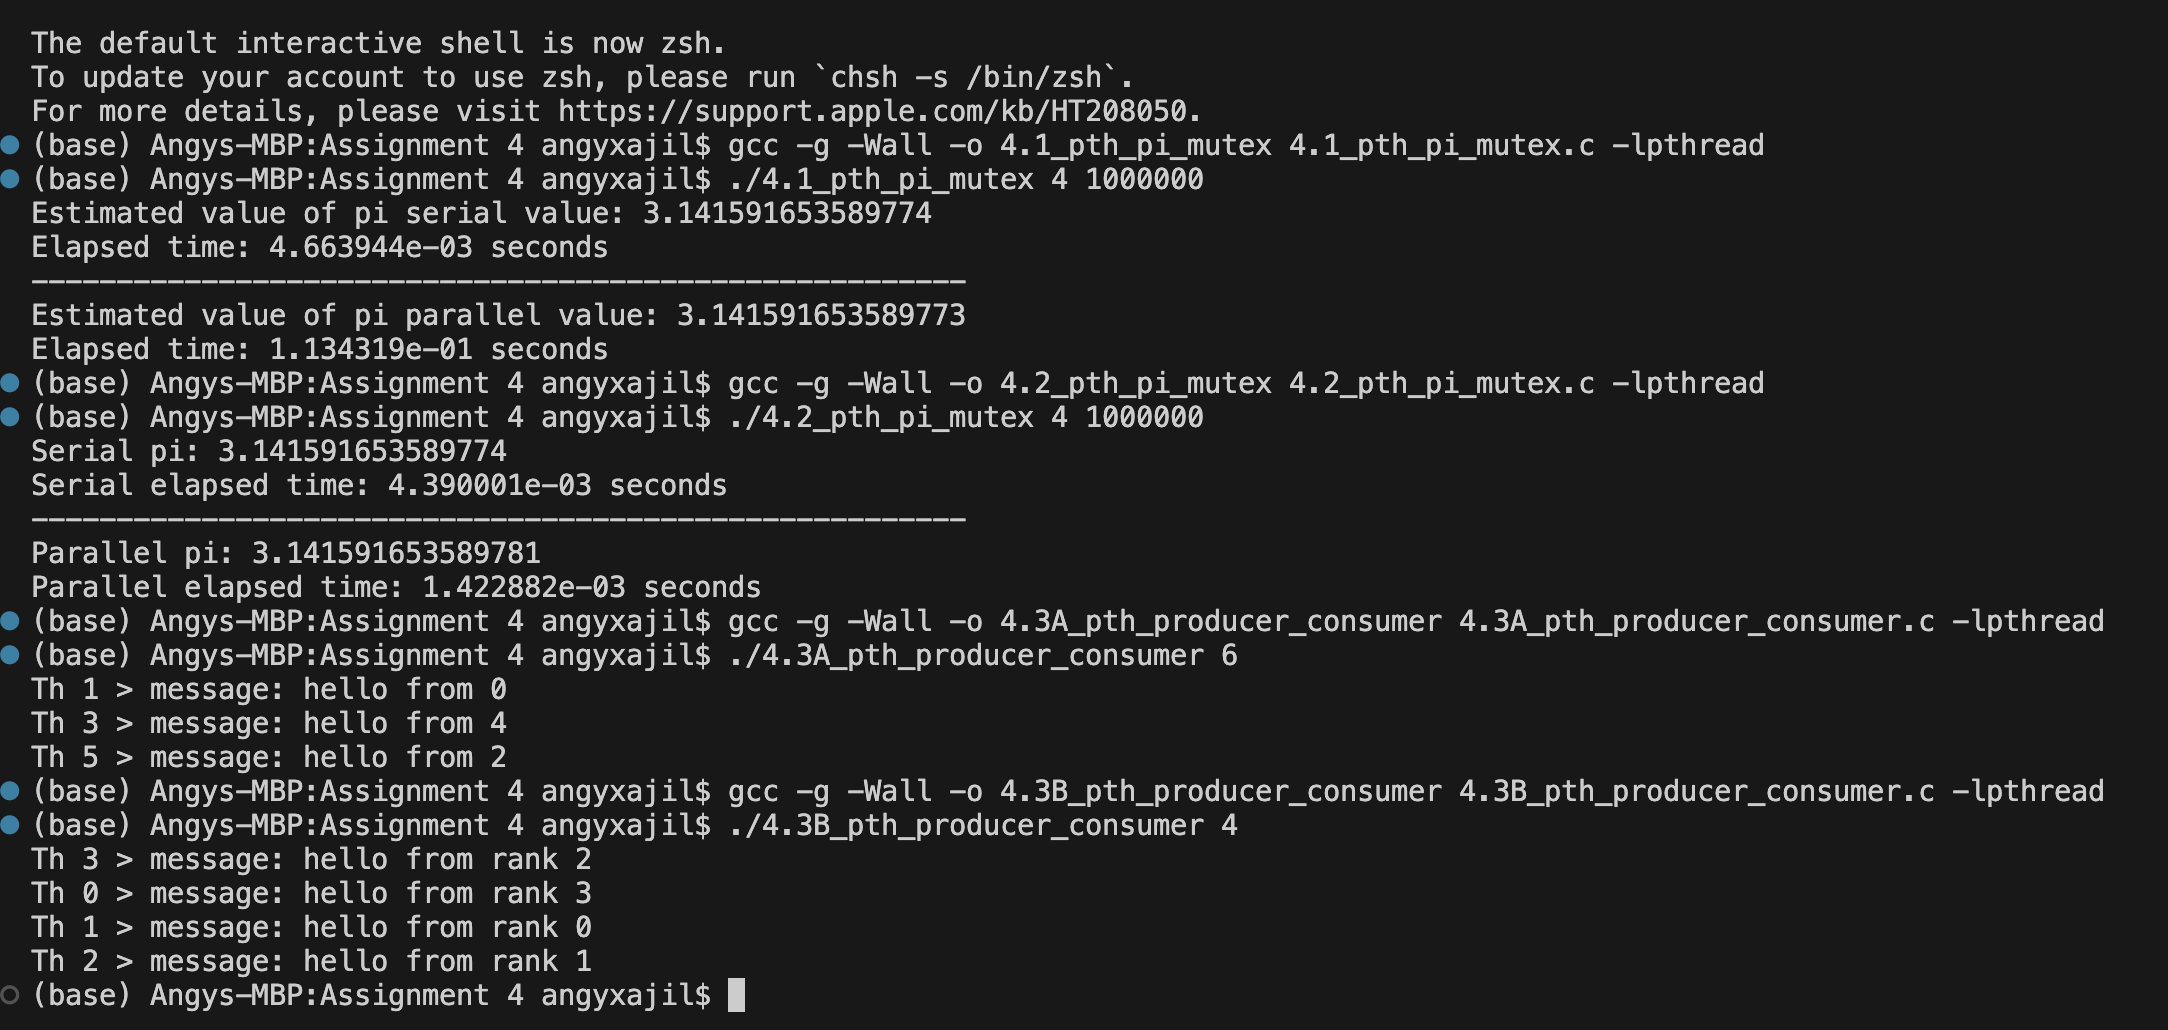 The default interactive shell is now zsh.
To update your account to use zsh, please run `chsh -s /bin/zsh`.
For more details, please visit https://support.apple.com/kb/HT208050.
(base) Angys-MBP:Assignment 4 angyxajil$ gcc -g -Wall -o 4.1_pth_pi_mutex 4.1_pth_pi_mutex.c -lpthread
(base) Angys-MBP:Assignment 4 angyxajil$ ./4.1_pth_pi_mutex 4 1000000
Estimated value of pi serial value: 3.141591653589774
Elapsed time: 4.663944e-03 seconds
-------------------------------------------------------
Estimated value of pi parallel value: 3.141591653589773
Elapsed time: 1.134319e-01 seconds
(base) Angys-MBP:Assignment 4 angyxajil$ gcc -g -Wall -o 4.2_pth_pi_mutex 4.2_pth_pi_mutex.c -lpthread
(base) Angys-MBP:Assignment 4 angyxajil$ ./4.2_pth_pi_mutex 4 1000000
Serial pi: 3.141591653589774
Serial elapsed time: 4.390001e-03 seconds
-------------------------------------------------------
Parallel pi: 3.141591653589781
Parallel elapsed time: 1.422882e-03 seconds
(base) Angys-MBP:Assignment 4 angyxajil$ gcc -g -Wall -o 4.3A_pth_producer_consumer 4.3A_pth_producer_consumer.c -lpthread
(base) Angys-MBP:Assignment 4 angyxajil$ ./4.3A_pth_producer_consumer 6
Th 1 > message: hello from 0
Th 3 > message: hello from 4
Th 5 > message: hello from 2
(base) Angys-MBP:Assignment 4 angyxajil$ gcc -g -Wall -o 4.3B_pth_producer_consumer 4.3B_pth_producer_consumer.c -lpthread
(base) Angys-MBP:Assignment 4 angyxajil$ ./4.3B_pth_producer_consumer 4
Th 3 > message: hello from rank 2
Th 0 > message: hello from rank 3
Th 1 > message: hello from rank 0
Th 2 > message: hello from rank 1
(base) Angys-MBP:Assignment 4 angyxajil$